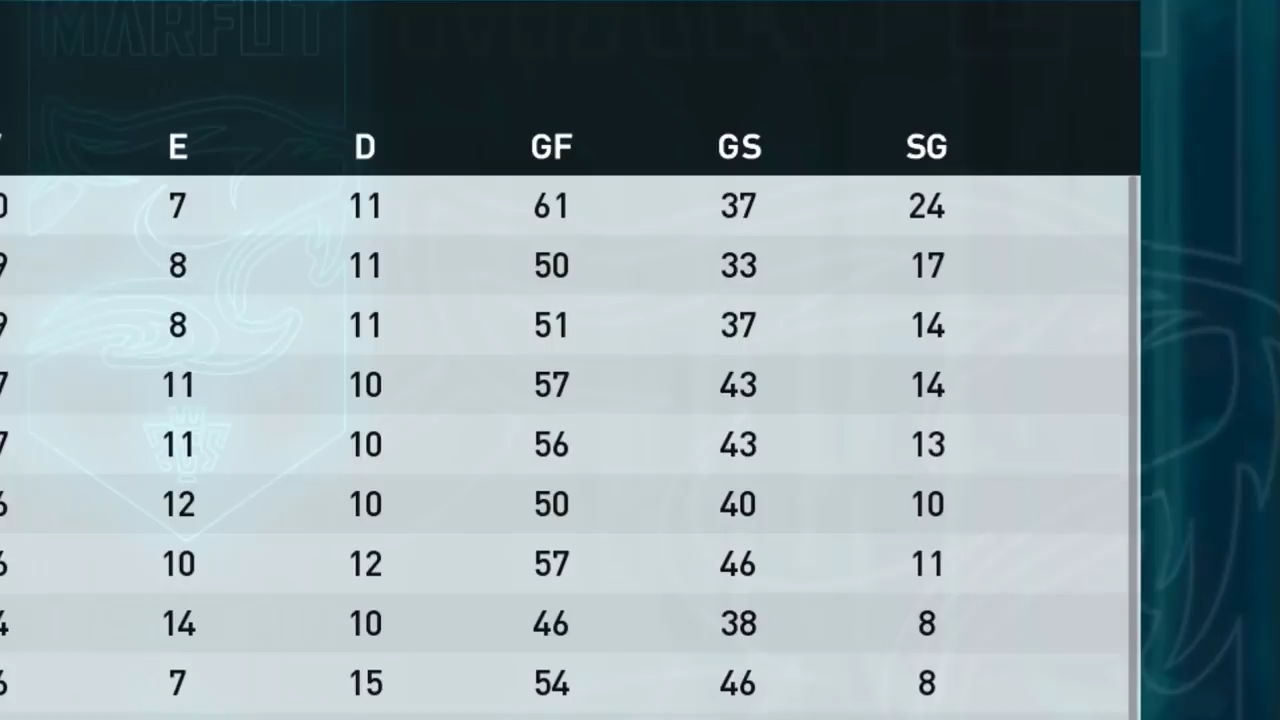 MARFUT
E D GF GS SG
7 11 61 37 24
8 11 50 33 17
8 11 51 37 14
11 10 57 43 14
11 10 56 43 13
12 10 50 40 10
10 12 57 46 11
14 10 46 38 8
7 15 54 46 8